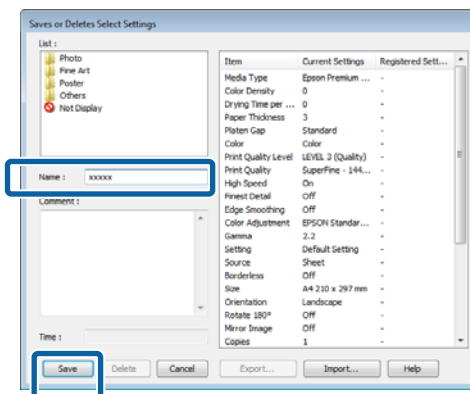 Saves or Deletes Select Settings
List :
Photo
Fine Art
Poster
Others
Not Display
Name : xxxxx
Comment :
Time :
Item Current Settings Registered Sett...
Media Type Epson Premium ... -
Color Density 0 -
Drying Time per ... 0 -
Paper Thickness 3 -
Platen Gap Standard -
Color Color -
Print Quality Level LEVEL 3 (Quality) -
Print Quality SuperFine - 144... -
High Speed On -
Finest Detail Off -
Edge Smoothing Off -
Color Adjustment EPSON Standar... -
Gamma 2.2 -
Setting Default Setting -
Source Sheet -
Borderless Off -
Size A4 210 x 297 mm -
Orientation Landscape -
Rotate 180° Off -
Mirror Image Off -
Copies 1 -
Save Delete Cancel Export... Import... Help